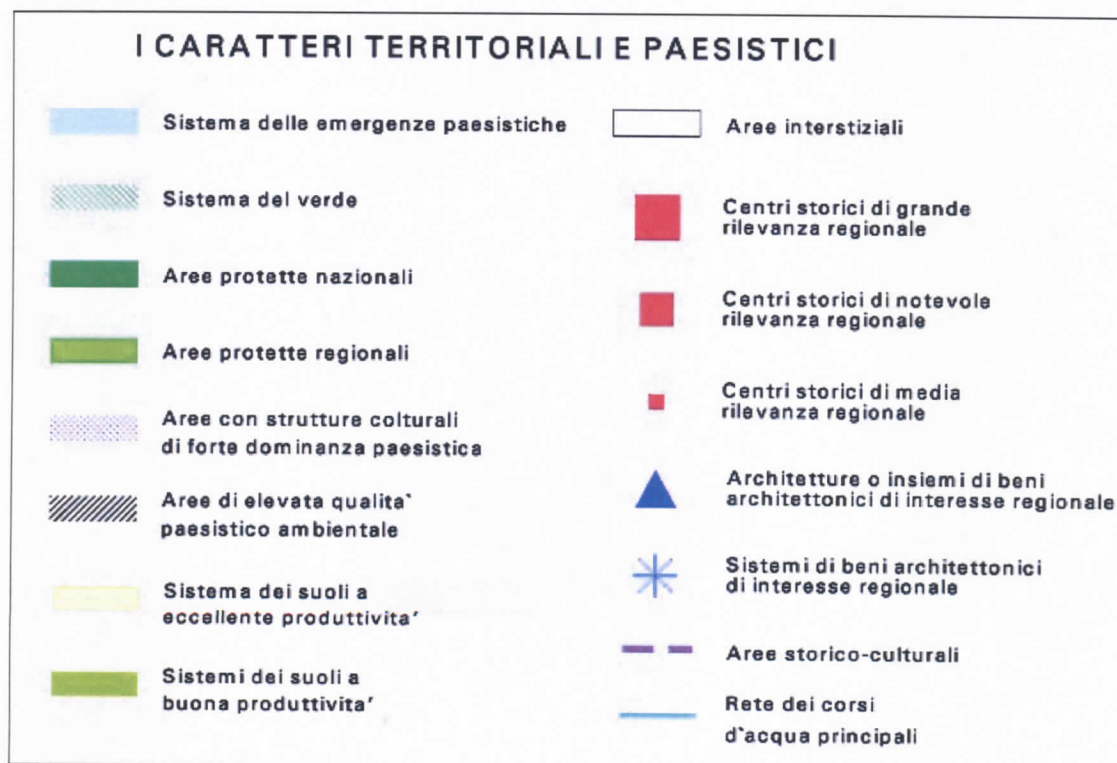 I CARATTERI TERRITORIALI E PAESISTICI
Sistema delle emergenze paesistiche
Sistema del verde
Aree protette nazionali
Aree protette regionali
Aree con strutture colturali
di forte dominanza paesistica
Aree di elevata qualita`
paesistico ambientale
Sistema dei suoli a
eccellente produttivita'
Sistemi dei suoli a
buona produttivita'
Aree interstiziali
Centri storici di grande
rilevanza regionale
Centri storici di notevole
rilevanza regionale
Centri storici di media
rilevanza regionale
Architetture o insiemi di beni
architettonici di interesse regionale
Sistemi di beni architettonici
di interesse regionale
Aree storico-culturali
Rete dei corsi
d`acqua principali